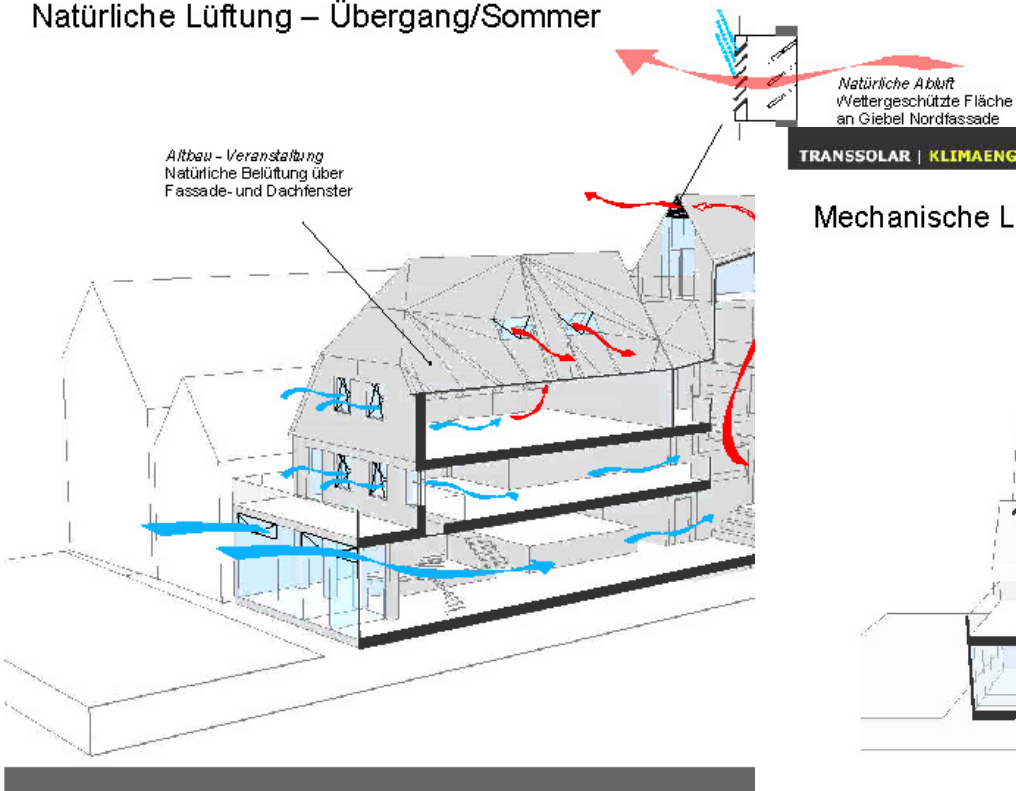 Natürliche Lüftung – Übergang/Sommer
Natürliche Abluft
Wettergeschützte Fläche
an Giebel Nordfassade
TRANSSOLAR | KLIMAENG
Altbau - Veranstaltung
Natürliche Belüftung über
Fassade- und Dachfenster
Mechanische L